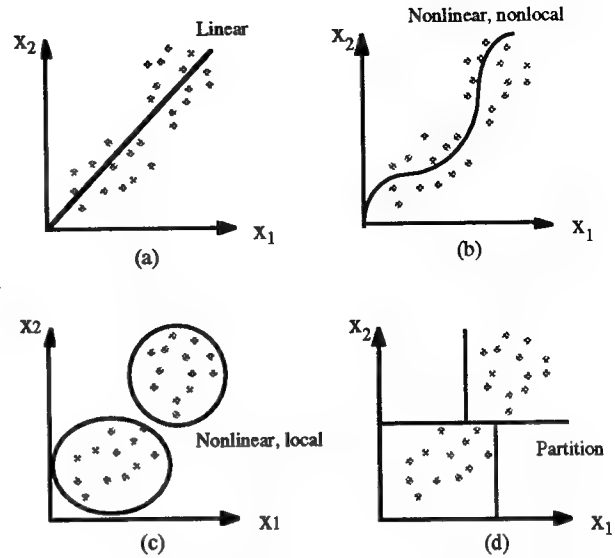 X2
Linear
X1
(a)
X2
Nonlinear, nonlocal
X1
(b)
X2
Nonlinear, local
X1
(c)
X2
Partition
X1
(d)